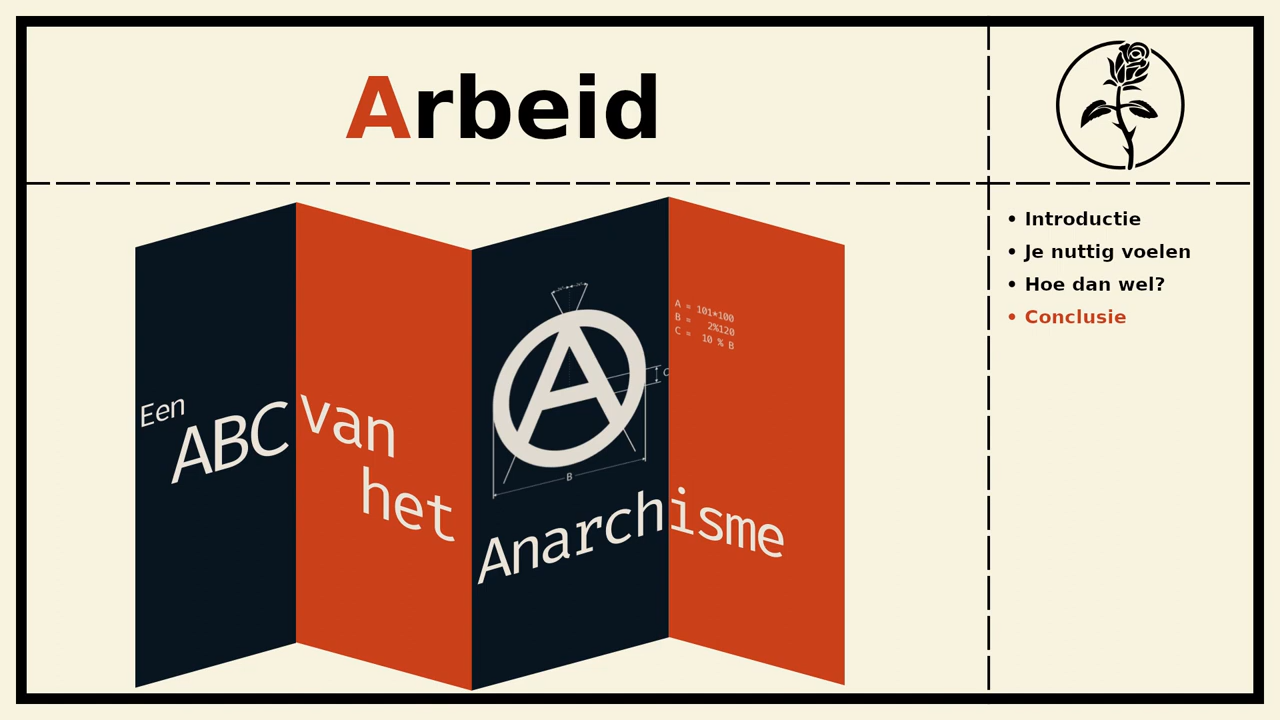 Arbeid
Een
ABC
van
het
Anarchisme
A = 101*100
B = 2%120
C = 10 % B
B
C
• Introductie
• Je nuttig voelen
• Hoe dan wel?
• Conclusie